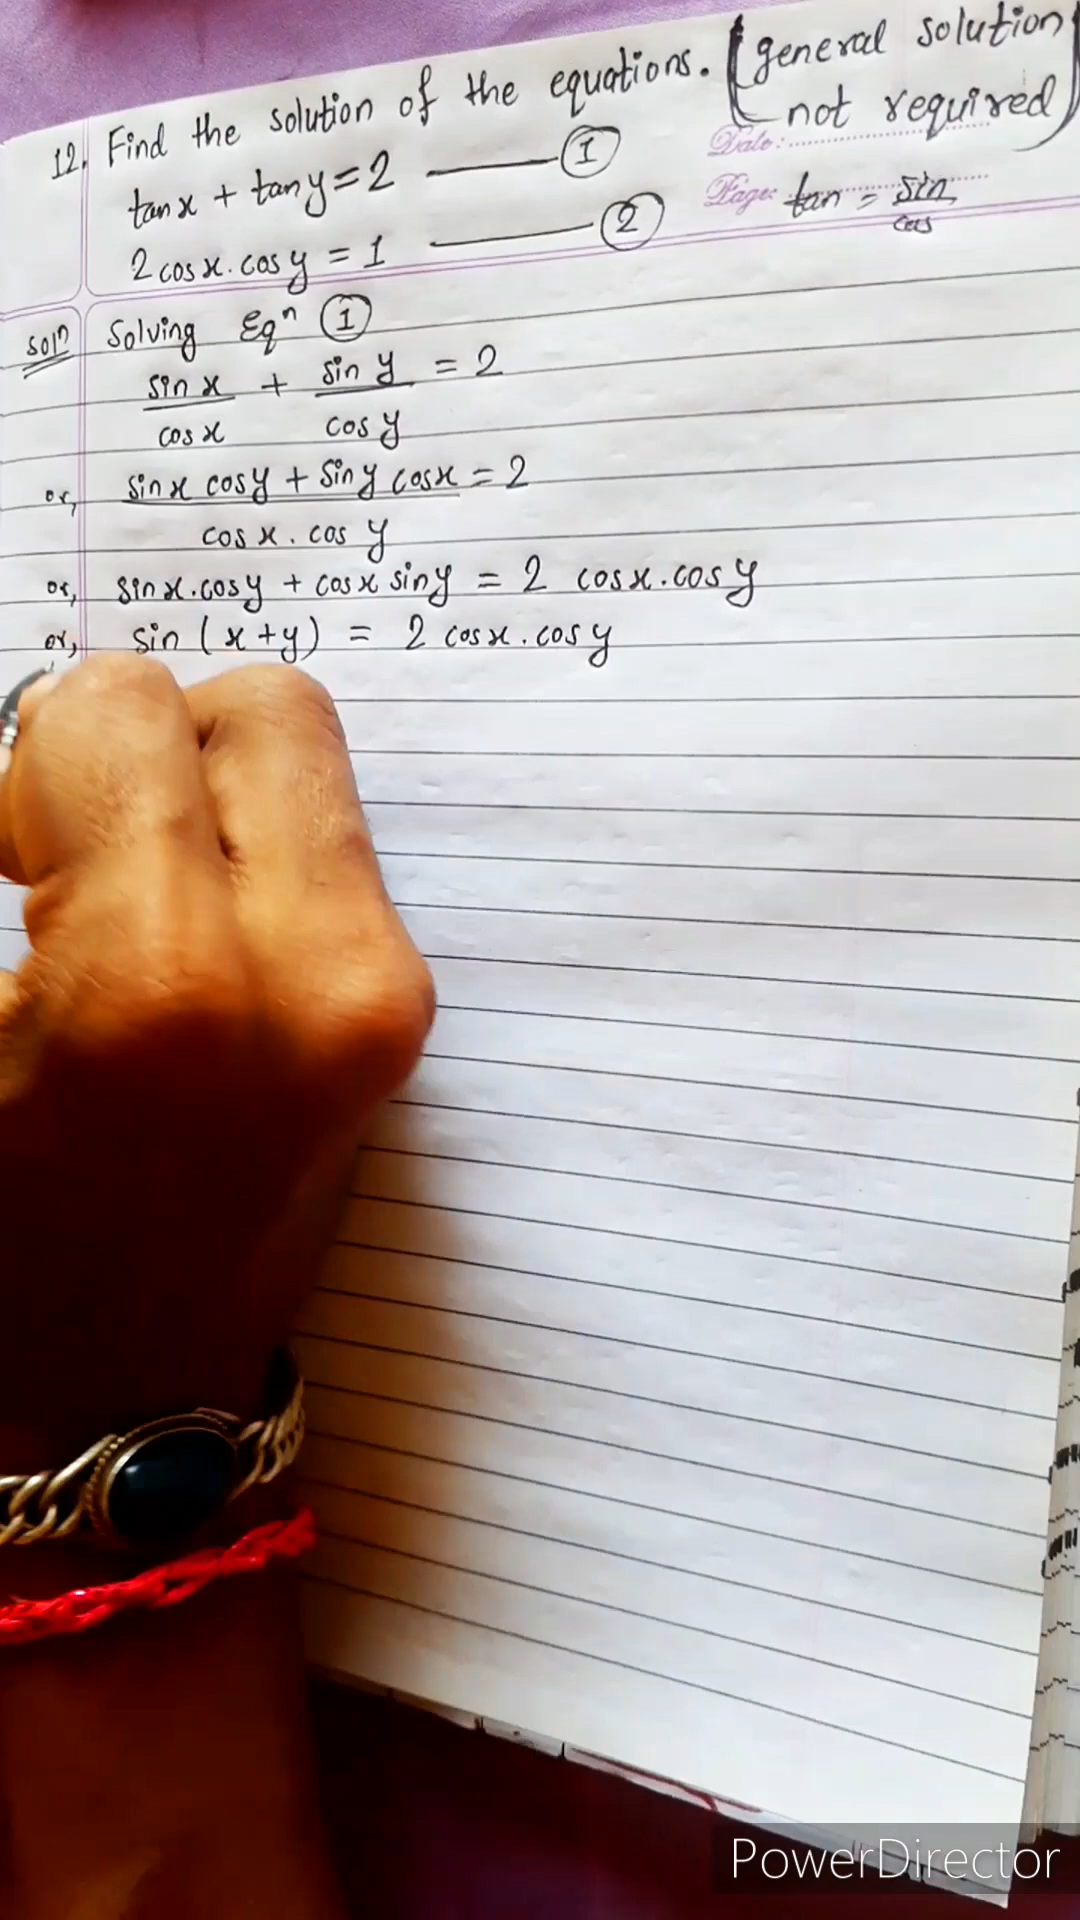 12. Find the solution of the equations. (general solution not required)
tan x + tan y = 2 ——— ①
2 cos x . cos y = 1 ——— ②
Date:
Page: tan = sin/cos
Solⁿ Solving Eqⁿ ①
sin x/cos x + sin y/cos y = 2
or, (sin x cos y + sin y cos x)/(cos x . cos y) = 2
or, sin x . cos y + cos x sin y = 2 cos x . cos y
or, sin (x + y) = 2 cos x . cos y
PowerDirector